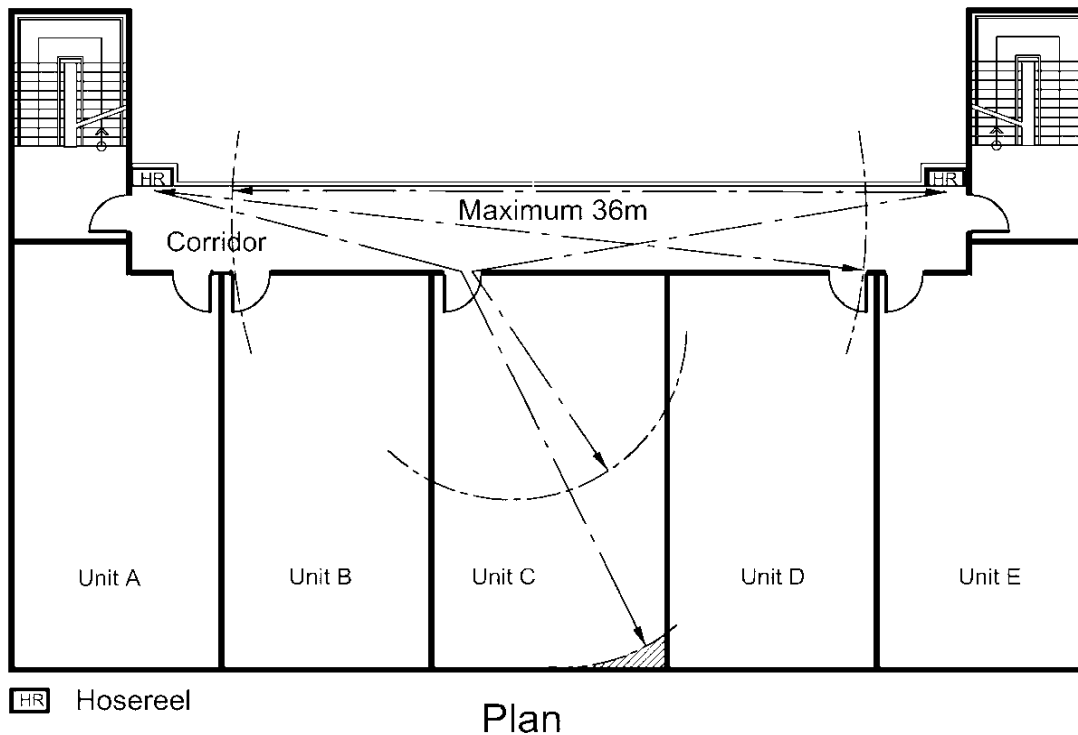 HR
HR
Maximum 36m
Corridor
Unit A
Unit B
Unit C
Unit D
Unit E
HR Hosereel
Plan